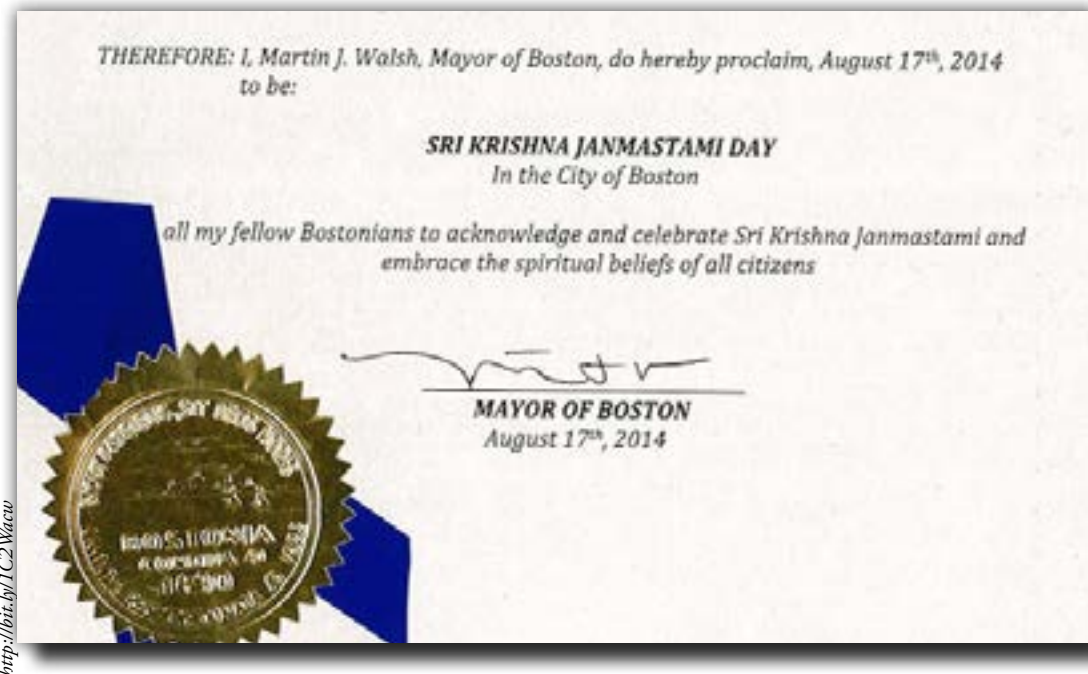 THEREFORE: I, Martin J. Walsh, Mayor of Boston, do hereby proclaim, August 17th, 2014
to be:
SRI KRISHNA JANMASTAMI DAY
In the City of Boston
all my fellow Bostonians to acknowledge and celebrate Sri Krishna Janmastami and
embrace the spiritual beliefs of all citizens
MAYOR OF BOSTON
August 17th, 2014
http://bit.ly/1C2Wacw